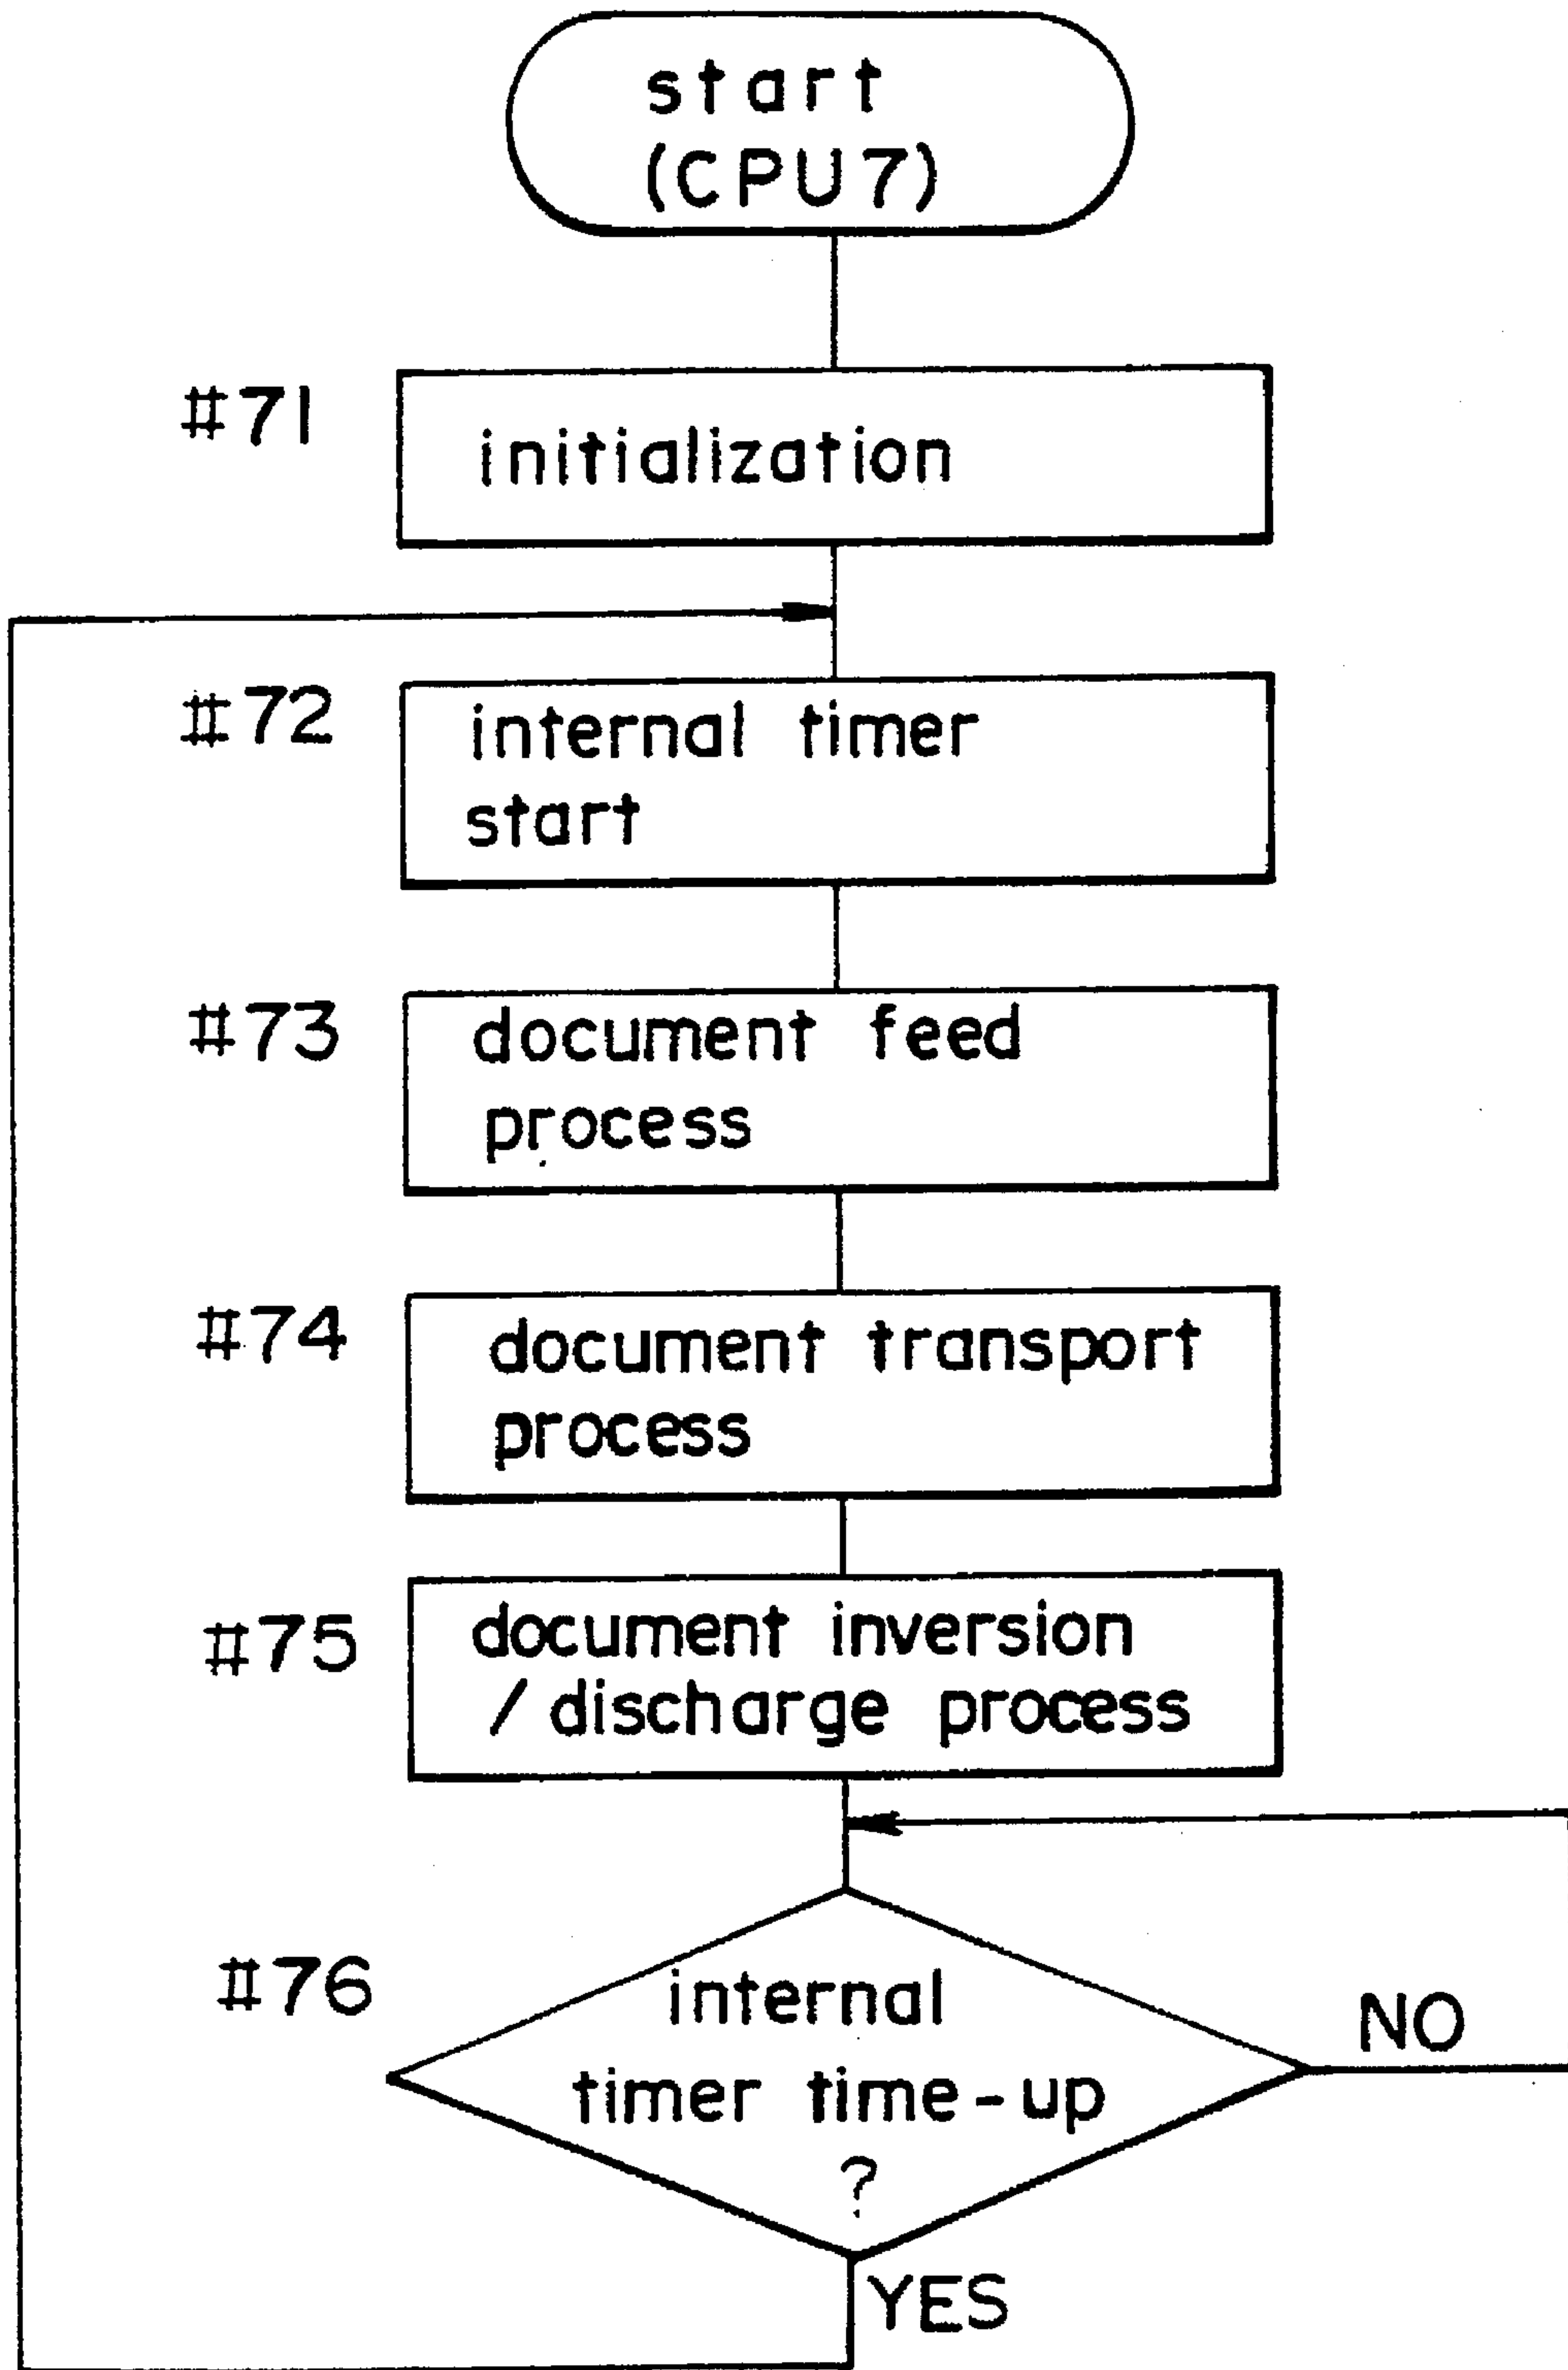 start
(CPU7)
#71
initialization
#72
internal timer
start
#73
document feed
process
#74
document transport
process
#75
document inversion
/discharge process
#76
internal
timer time-up
?
NO
YES